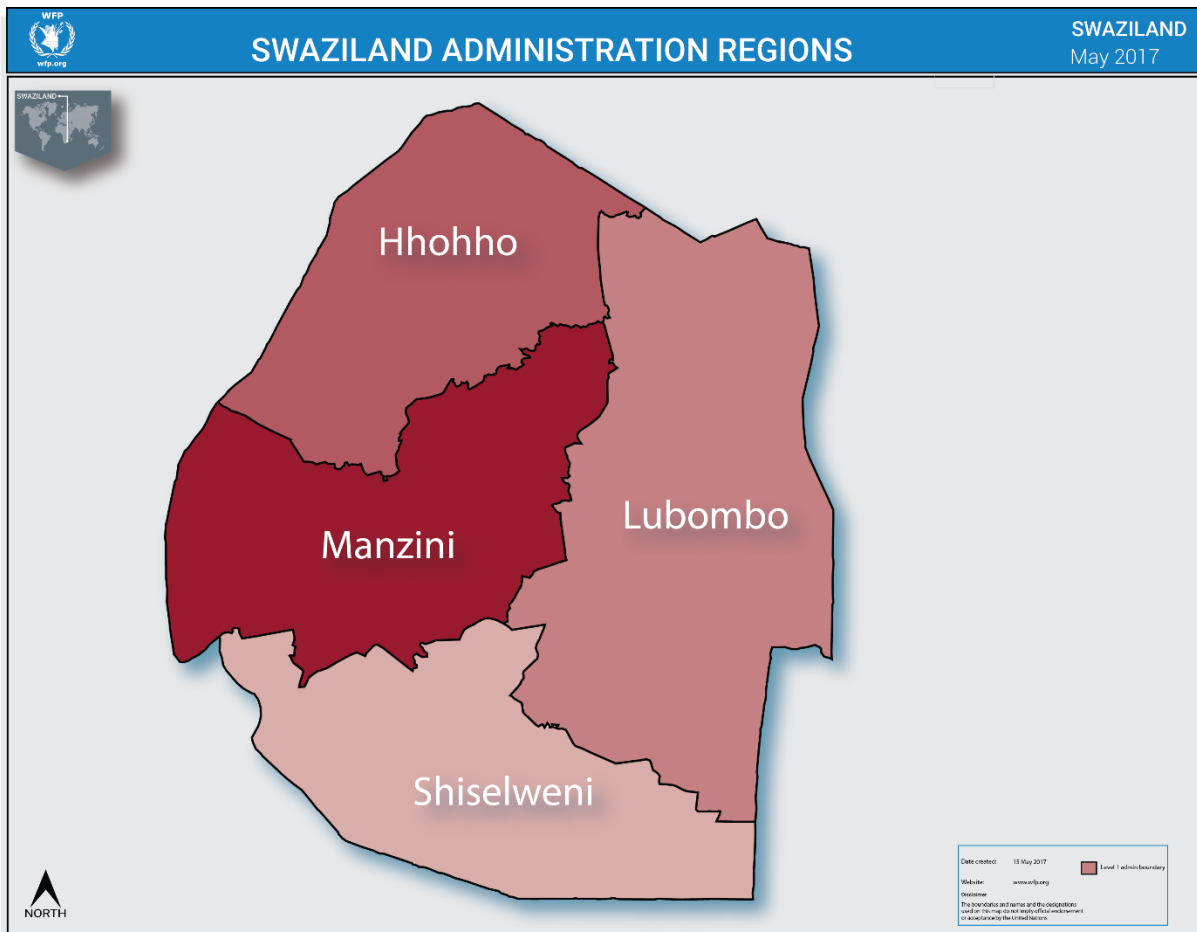 WFP
wfp.org
SWAZILAND ADMINISTRATION REGIONS
SWAZILAND
May 2017
SWAZILAND
Hhohho
Lubombo
Manzini
Shiselweni
NORTH
Date created: 15 May 2017
Level 1 admin boundary
Website: www.wfp.org
Disclaimer
The boundaries and names and the designations
used on this map do not imply official endorsement
or acceptance by the United Nations